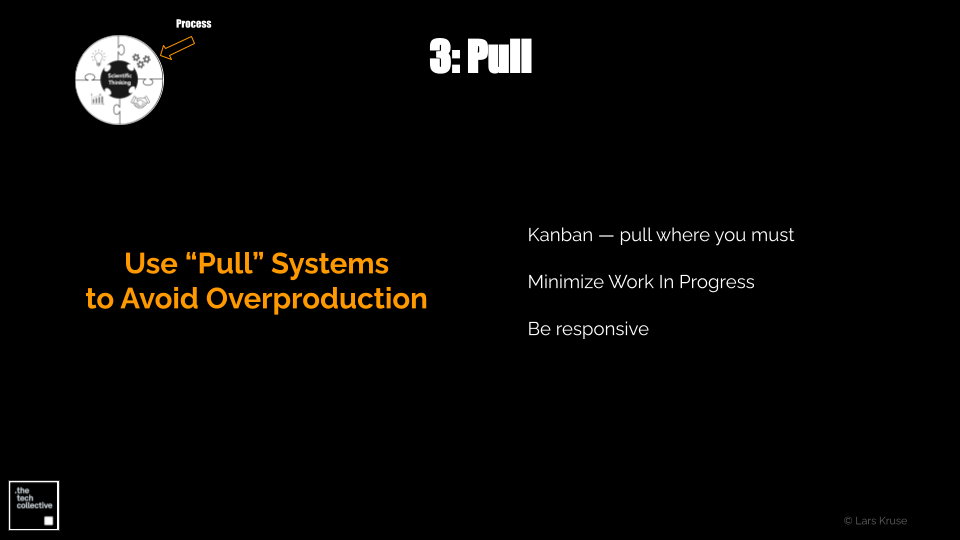 Process
3: Pull
Scientific
Thinking
Use “Pull” Systems
to Avoid Overproduction
Kanban — pull where you must
Minimize Work In Progress
Be responsive
.the
tech
collective
© Lars Kruse